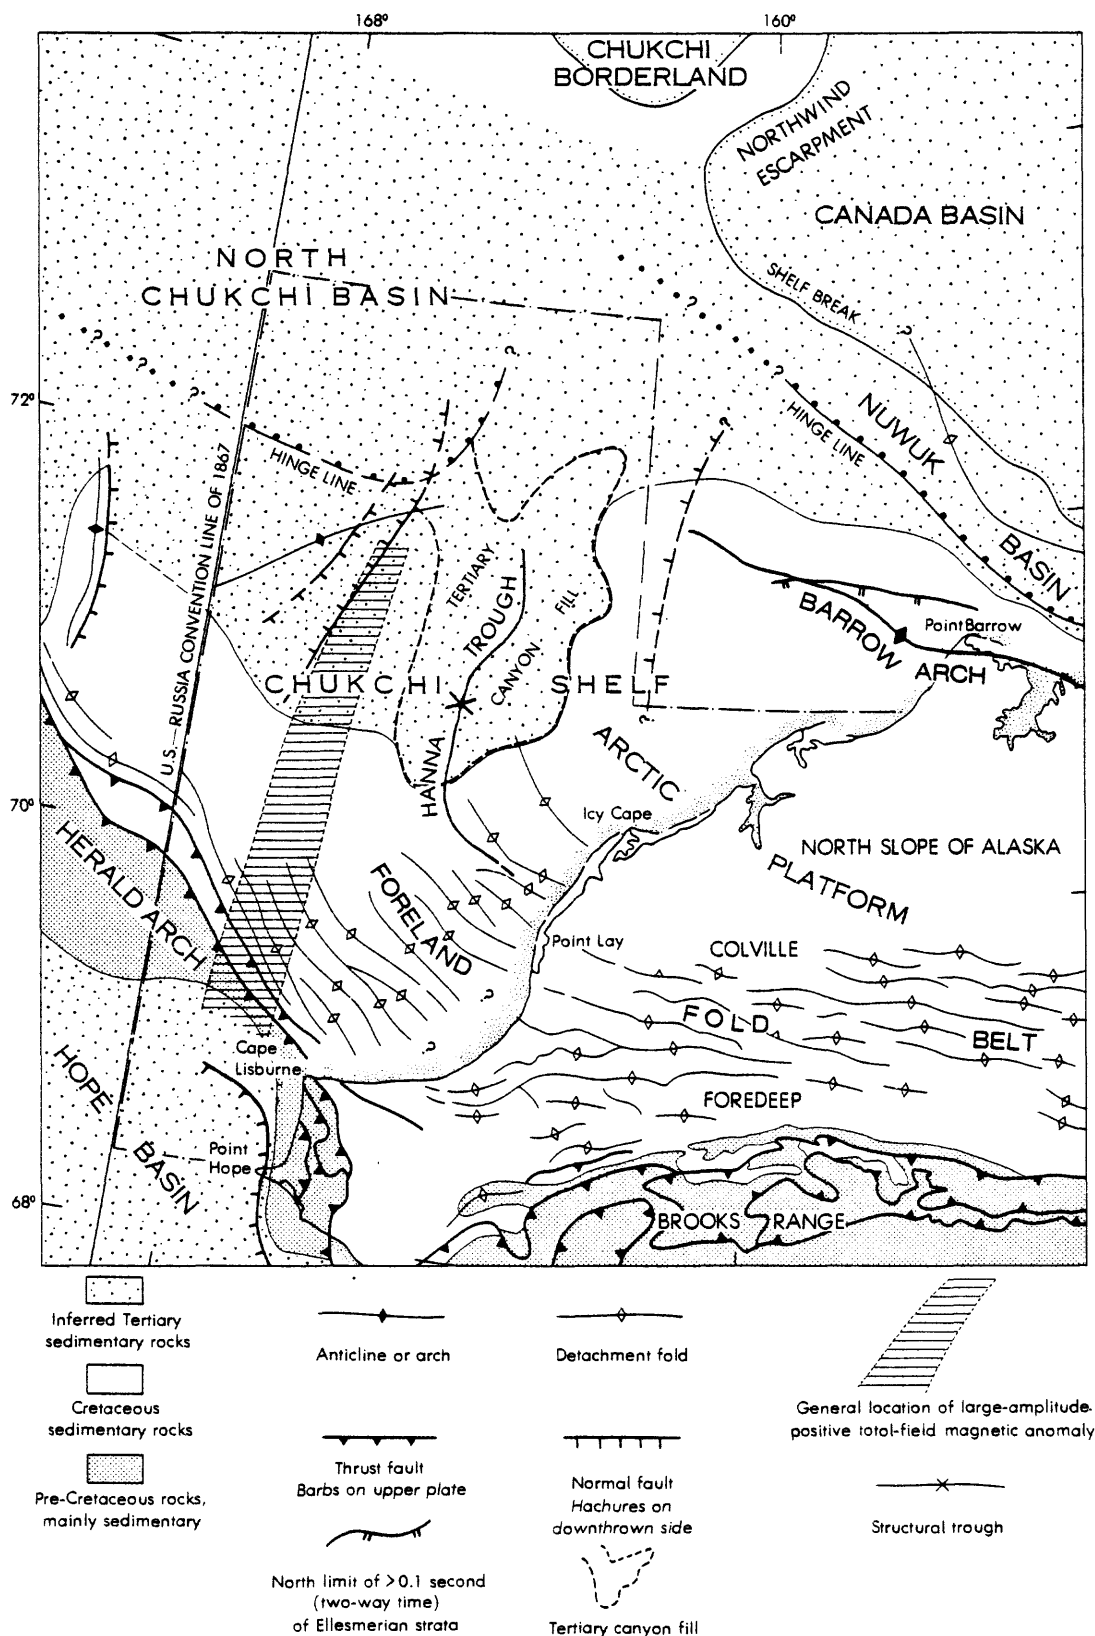 168°
160°
CHUKCHI
BORDERLAND
NORTHWIND
ESCARPMENT
CANADA BASIN
NORTH
CHUKCHI BASIN
SHELF BREAK
?
?
?
?
?
?
?
?
?
72°
HINGE LINE
HINGE LINE
NUWUK
BASIN
U.S.-RUSSIA CONVENTION LINE OF 1867
TERTIARY
CANYON
FILL
HANNA
TROUGH
BARROW
ARCH
Point Barrow
CHUKCHI SHELF
?
ARCTIC
PLATFORM
70°
Icy Cape
HERALD ARCH
FORELAND
NORTH SLOPE OF ALASKA
Point Lay
COLVILLE
?
FOLD
BELT
?
HOPE
BASIN
Cape
Lisburne
FOREDEEP
Point
Hope
68°
BROOKS RANGE
Inferred Tertiary
sedimentary rocks
Cretaceous
sedimentary rocks
Pre-Cretaceous rocks,
mainly sedimentary
Anticline or arch
Thrust fault
Barbs on upper plate
North limit of >0.1 second
(two-way time)
of Ellesmerian strata
Detachment fold
Normal fault
Hachures on
downthrown side
Tertiary canyon fill
General location of large-amplitude-
positive total-field magnetic anomaly
Structural trough